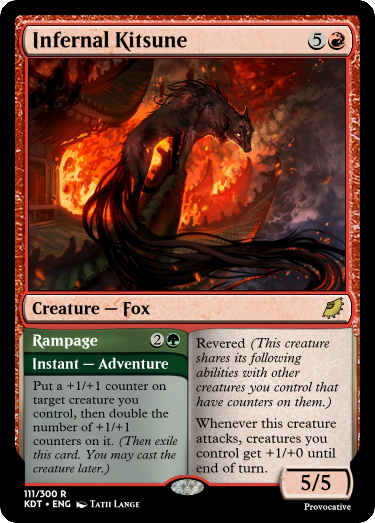 Infernal Kitsune 5
Creature — Fox
Rampage 2
Instant — Adventure
Put a +1/+1 counter on
target creature you
control, then double the
number of +1/+1
counters on it. (Then exile
this card. You may cast the
creature later.)
Revered (This creature
shares its following
abilities with other
creatures you control that
have counters on them.)
Whenever this creature
attacks, creatures you
control get +1/+0 until
end of turn.
5/5
111/300 R
KDT • ENG Tatii Lange
Provocative